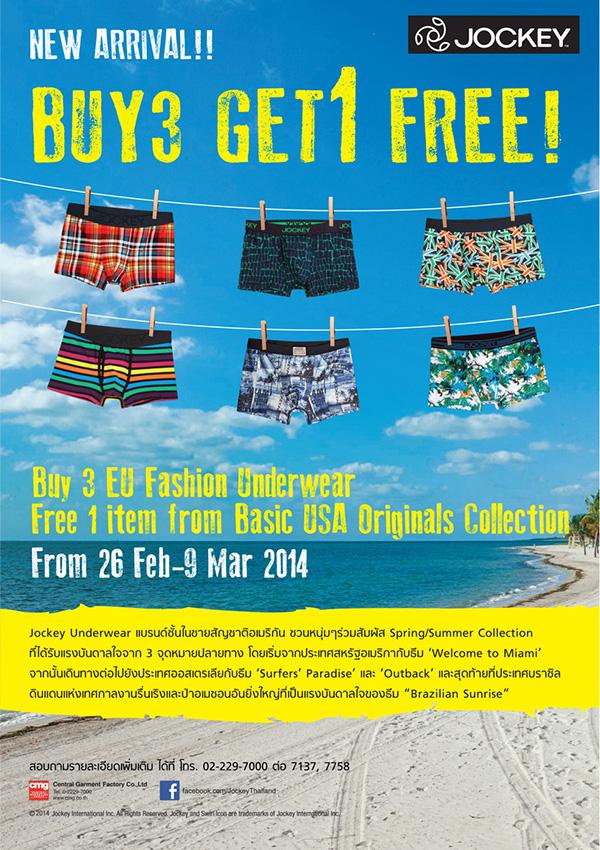 JOCKEY™
NEW ARRIVAL!!
BUY3 GET1 FREE!
JOCKEY
Buy 3 EU Fashion Underwear
Free 1 item from Basic USA Originals Collection
From 26 Feb-9 Mar 2014
Jockey Underwear แบรนด์ชั้นในชายสัญชาติอเมริกัน ชวนหนุ่มๆร่วมสัมผัส Spring/Summer Collection
ที่ได้รับแรงบันดาลใจจาก 3 จุดหมายปลายทาง โดยเริ่มจากประเทศสหรัฐอเมริกากับธีม ‘Welcome to Miami’
จากนั้นเดินทางต่อไปยังประเทศออสเตรเลียกับธีม ‘Surfers’ Paradise’ และ ‘Outback’ และสุดท้ายที่ประเทศบราซิล
ดินแดนแห่งเทศกาลงานรื่นเริงและป่าอเมซอนอันยิ่งใหญ่ที่เป็นแรงบันดาลใจของธีม “Brazilian Sunrise”
สอบถามรายละเอียดเพิ่มเติม ได้ที่ โทร. 02-229-7000 ต่อ 7137, 7758
cmg Central Garment Factory Co.,Ltd
Tel. 0-2229-7000
www.cmg.co.th
facebook.com/JockeyThailand
© 2014 Jockey International Inc. All Rights Reserved. Jockey and Swirl Icon are trademarks of Jockey International Inc.